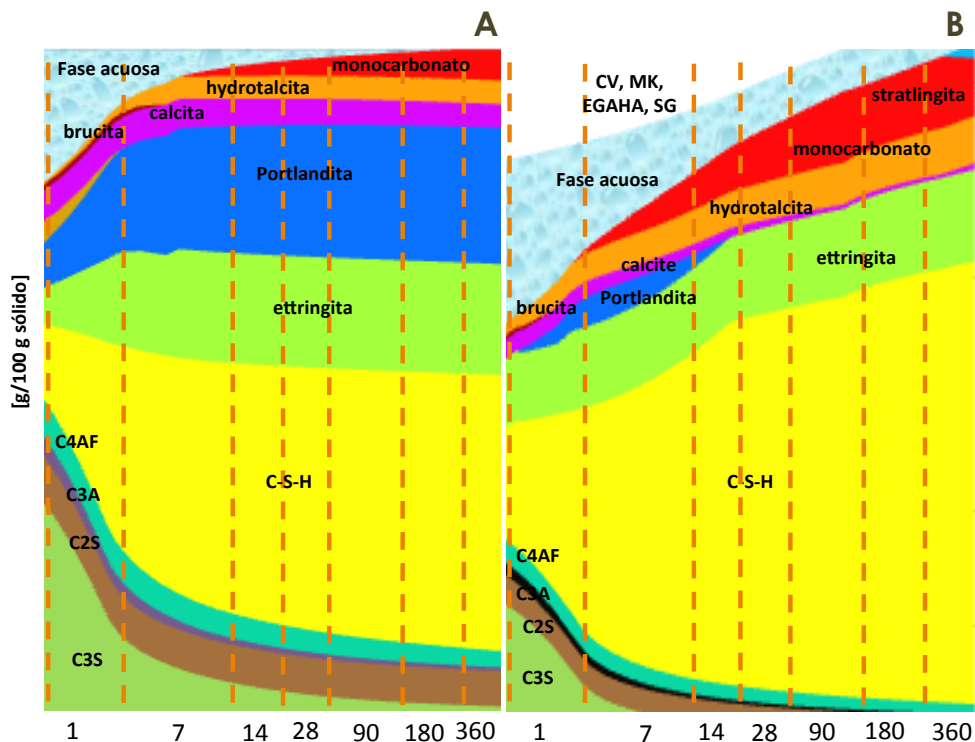 A
B
Fase acuosa
monocarbonato
hydrotalcita
calcita
brucita
Portlandita
ettringita
C4AF
C3A
C2S
C3S
C-S-H
[g/100 g sólido]
1 7 14 28 90 180 360
CV, MK,
EGAHA, SG
stratlingita
monocarbonato
Fase acuosa
hydrotalcita
ettringita
calcite
Portlandita
brucita
C-S-H
C4AF
C3A
C2S
C3S
1 7 14 28 90 180 360